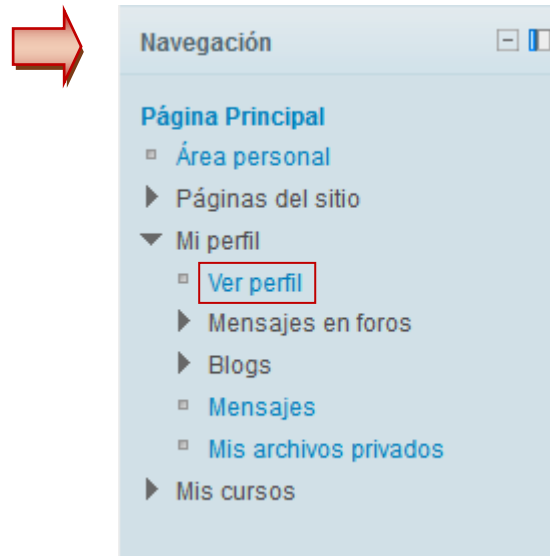 Navegación
Página Principal
Área personal
Páginas del sitio
Mi perfil
Ver perfil
Mensajes en foros
Blogs
Mensajes
Mis archivos privados
Mis cursos